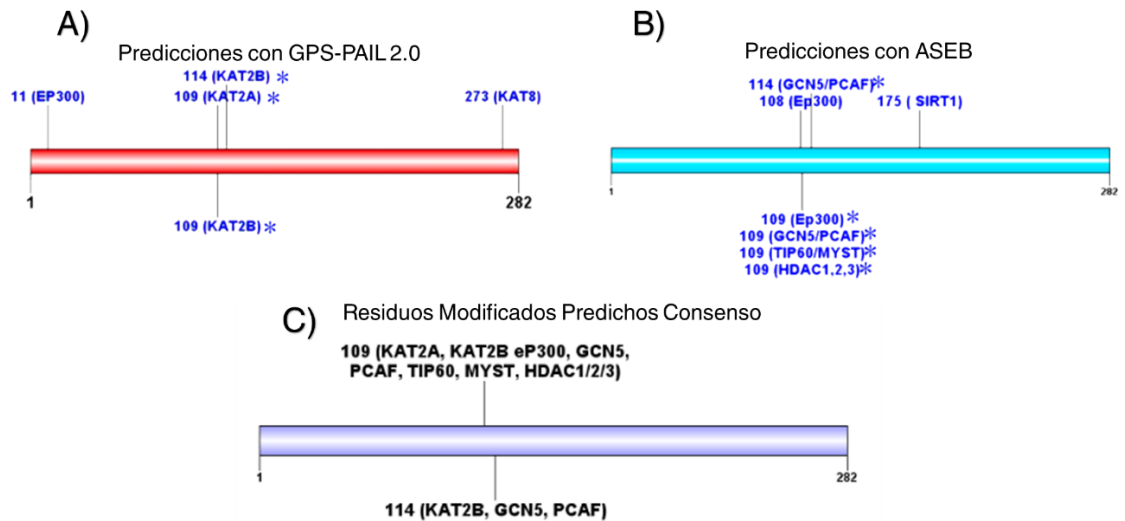 A)
Predicciones con GPS-PAIL 2.0
114 (KAT2B) *
11 (EP300)
109 (KAT2A) *
273 (KAT8)
1
282
109 (KAT2B)*
B)
Predicciones con ASEB
114 (GCN5/PCAF)*
108 (Ep300)
175 ( SIRT1)
1
282
109 (Ep300)*
109 (GCN5/PCAF)*
109 (TIP60/MYST)*
109 (HDAC1,2,3)*
C)
Residuos Modificados Predichos Consenso
109 (KAT2A, KAT2B eP300, GCN5,
PCAF, TIP60, MYST, HDAC1/2/3)
1
282
114 (KAT2B, GCN5, PCAF)